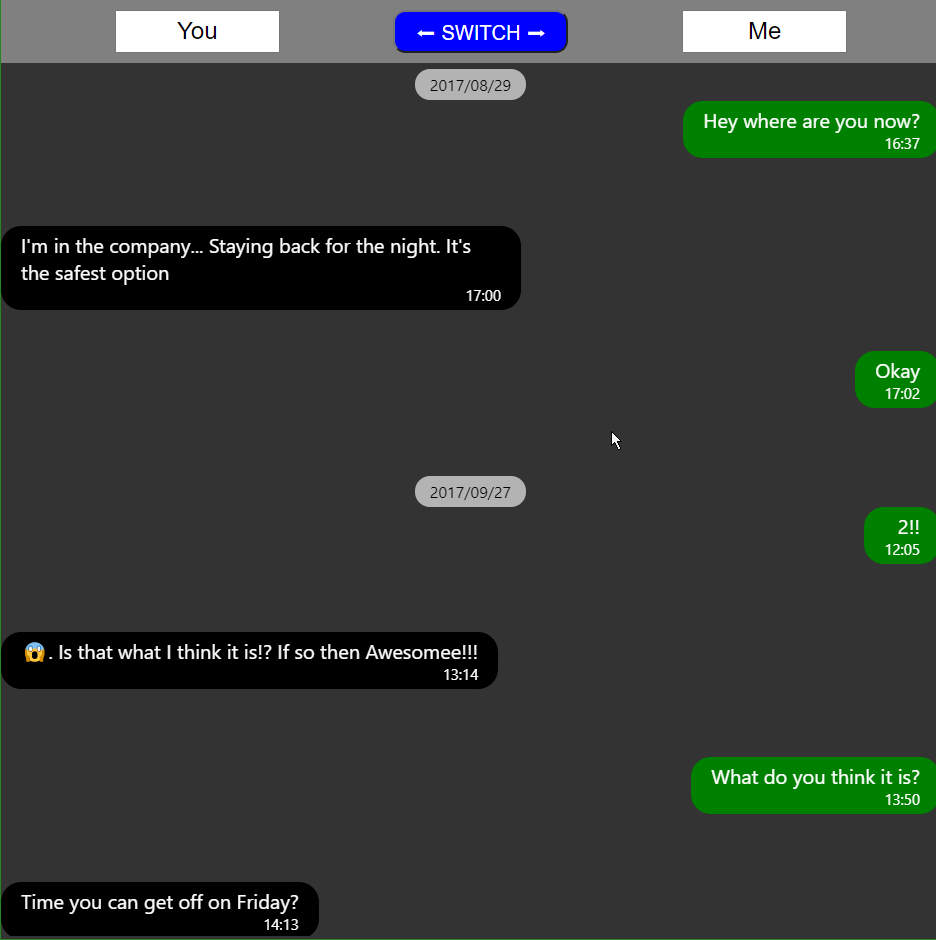 You ← SWITCH → Me
2017/08/29
Hey where are you now?
16:37
I'm in the company... Staying back for the night. It's
the safest option
17:00
Okay
17:02
2017/09/27
2!!
12:05
😱. Is that what I think it is!? If so then Awesomee!!!
13:14
What do you think it is?
13:50
Time you can get off on Friday?
14:13